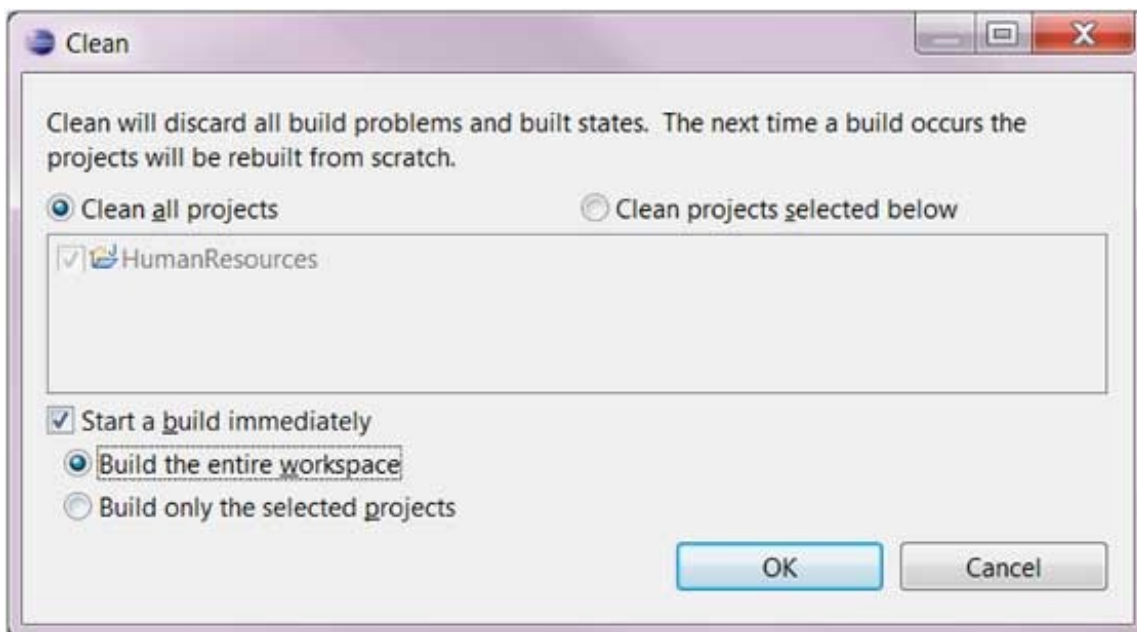 Clean
Clean will discard all build problems and built states. The next time a build occurs the
projects will be rebuilt from scratch.
Clean all projects
Clean projects selected below
HumanResources
Start a build immediately
Build the entire workspace
Build only the selected projects
OK
Cancel